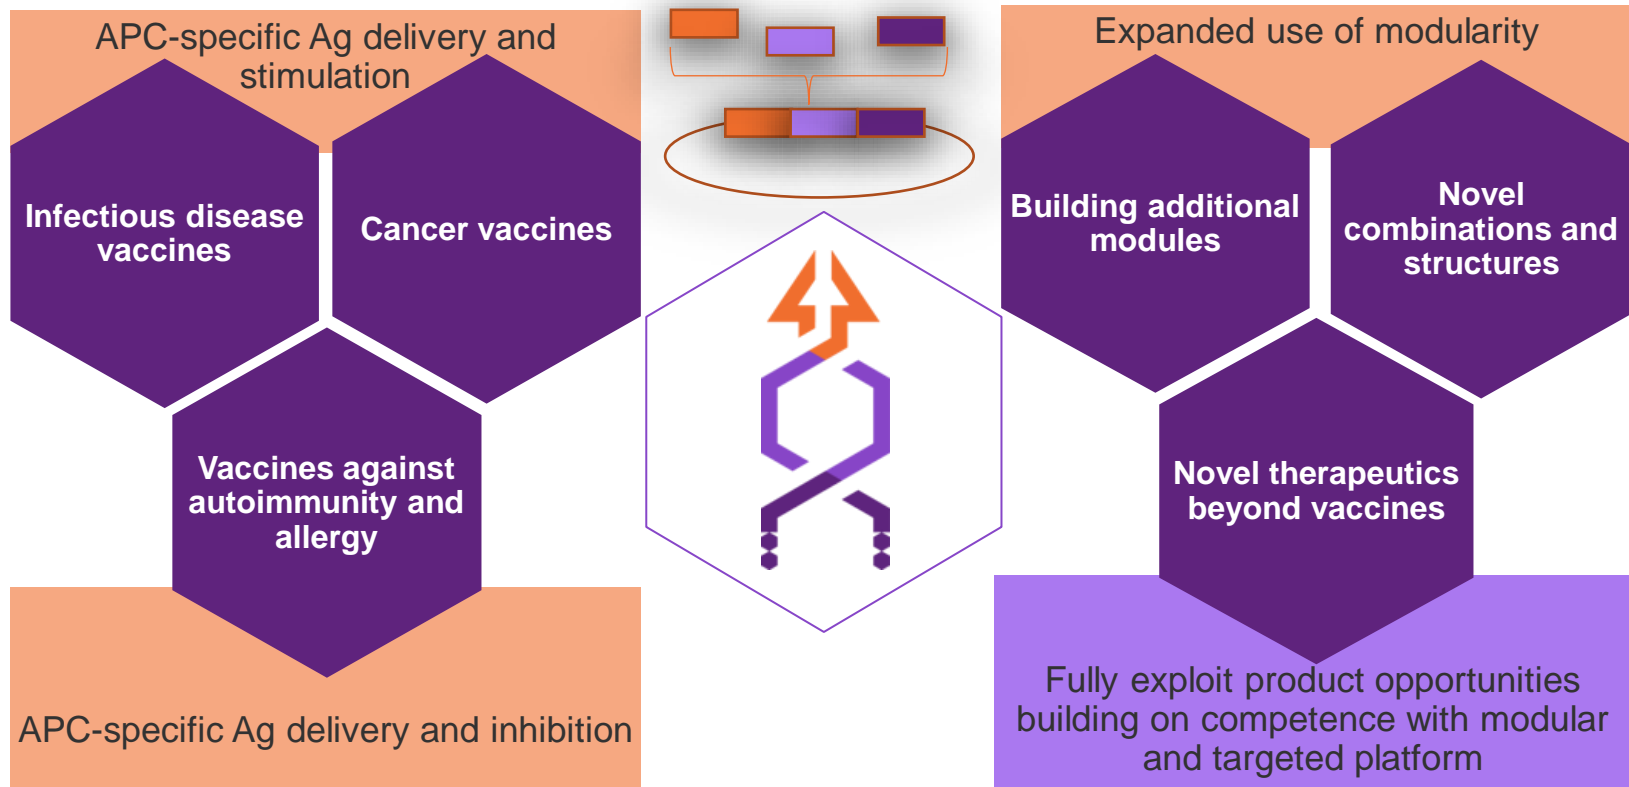 APC-specific Ag delivery and
stimulation
Infectious disease
vaccines
Cancer vaccines
Vaccines against
autoimmunity and
allergy
APC-specific Ag delivery and inhibition
Expanded use of modularity
Building additional
modules
Novel
combinations and
structures
Novel therapeutics
beyond vaccines
Fully exploit product opportunities
building on competence with modular
and targeted platform